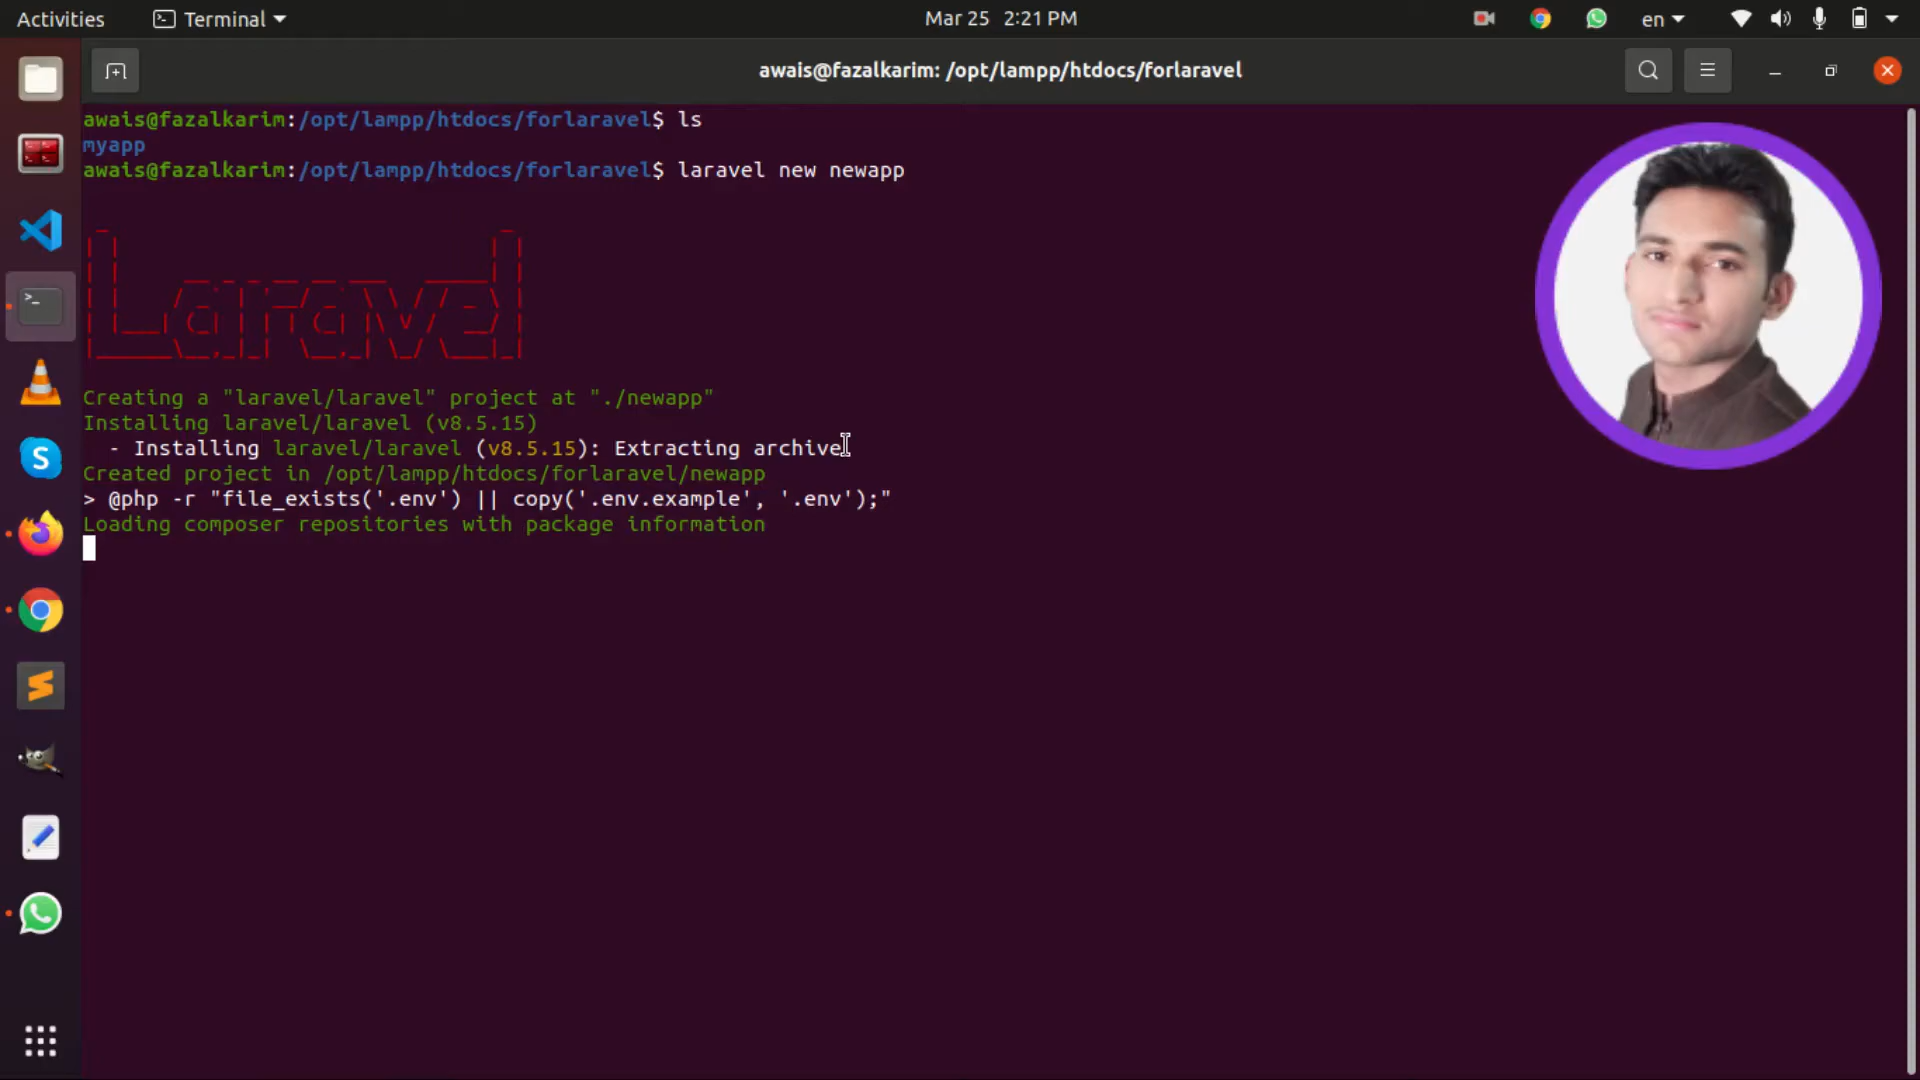 Activities Terminal Mar 25 2:21 PM en
awais@fazalkarim: /opt/lampp/htdocs/forlaravel
awais@fazalkarim:/opt/lampp/htdocs/forlaravel$ ls
myapp
awais@fazalkarim:/opt/lampp/htdocs/forlaravel$ laravel new newapp
Laravel
Creating a "laravel/laravel" project at "./newapp"
Installing laravel/laravel (v8.5.15)
- Installing laravel/laravel (v8.5.15): Extracting archive
Created project in /opt/lampp/htdocs/forlaravel/newapp
> @php -r "file_exists('.env') || copy('.env.example', '.env');"
Loading composer repositories with package information